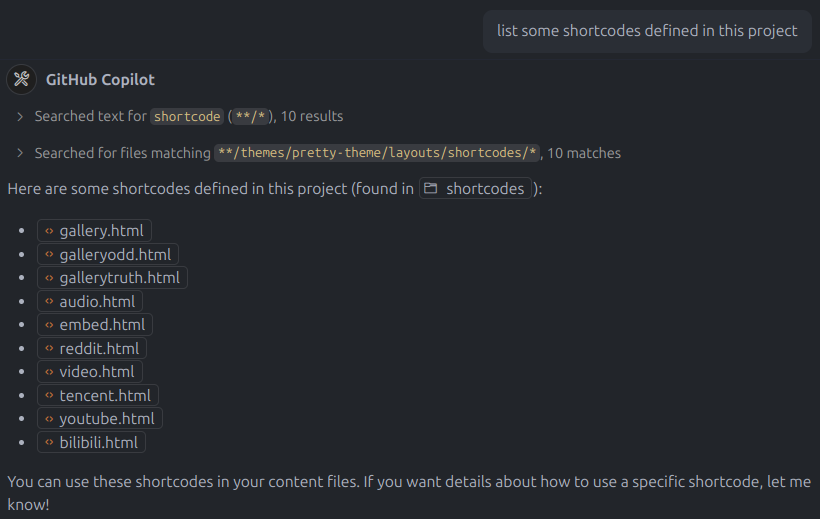 list some shortcodes defined in this project
GitHub Copilot
Searched text for shortcode (**/*), 10 results
Searched for files matching **/themes/pretty-theme/layouts/shortcodes/*, 10 matches
Here are some shortcodes defined in this project (found in shortcodes):
gallery.html
galleryodd.html
gallerytruth.html
audio.html
embed.html
reddit.html
video.html
tencent.html
youtube.html
bilibili.html
You can use these shortcodes in your content files. If you want details about how to use a specific shortcode, let me
know!